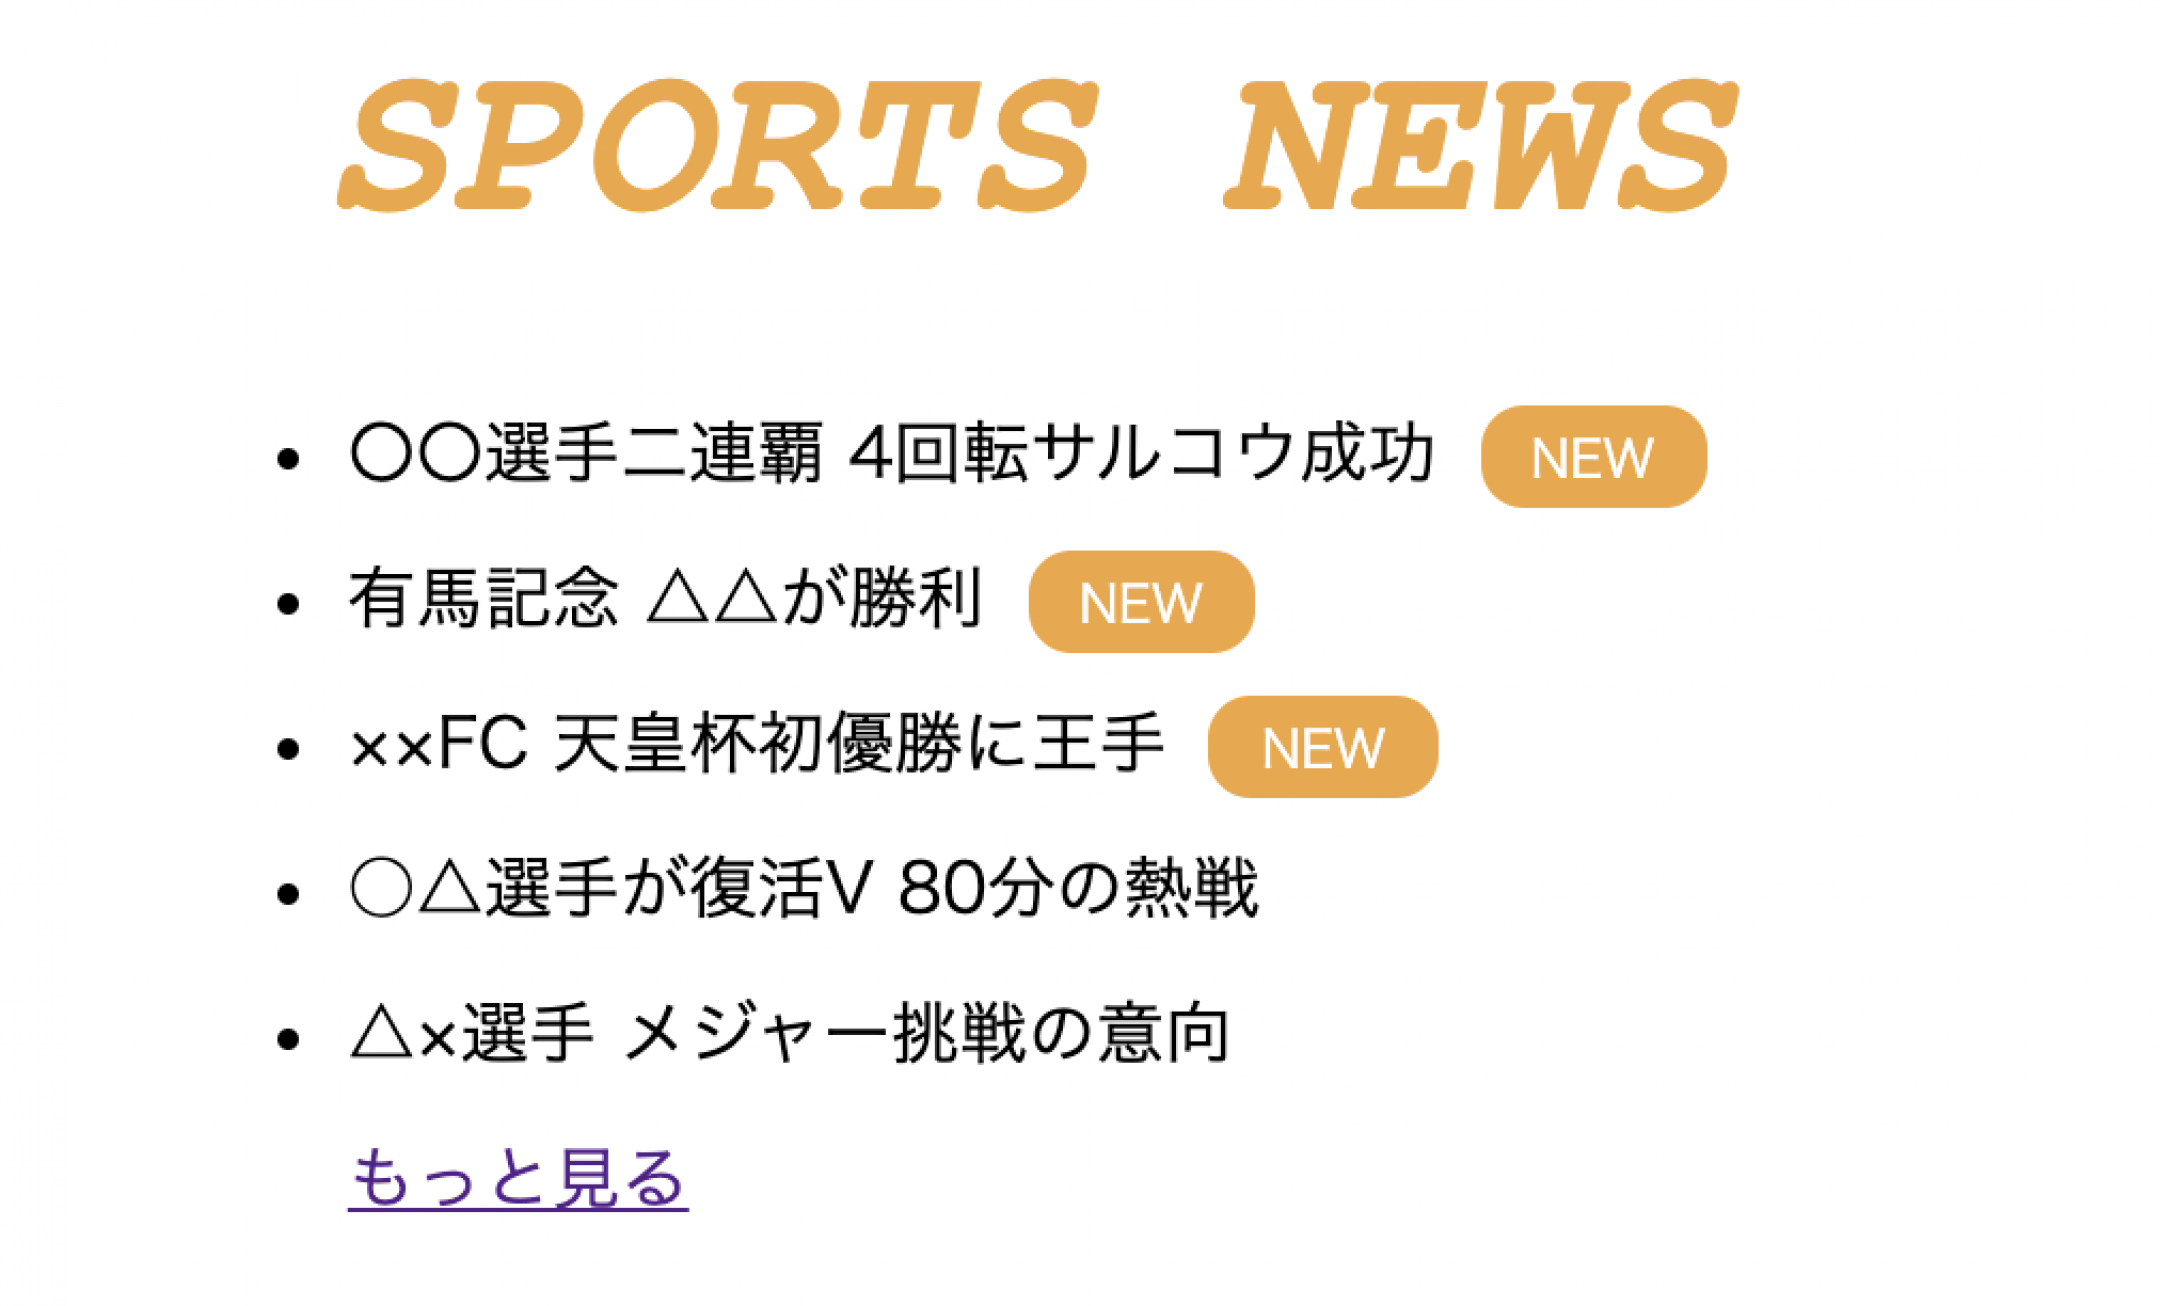 SPORTS NEWS
〇〇選手二連覇 4回転サルコウ成功 NEW
有馬記念 △△が勝利 NEW
××FC 天皇杯初優勝に王手 NEW
○△選手が復活V 80分の熱戦
△×選手 メジャー挑戦の意向
もっと見る